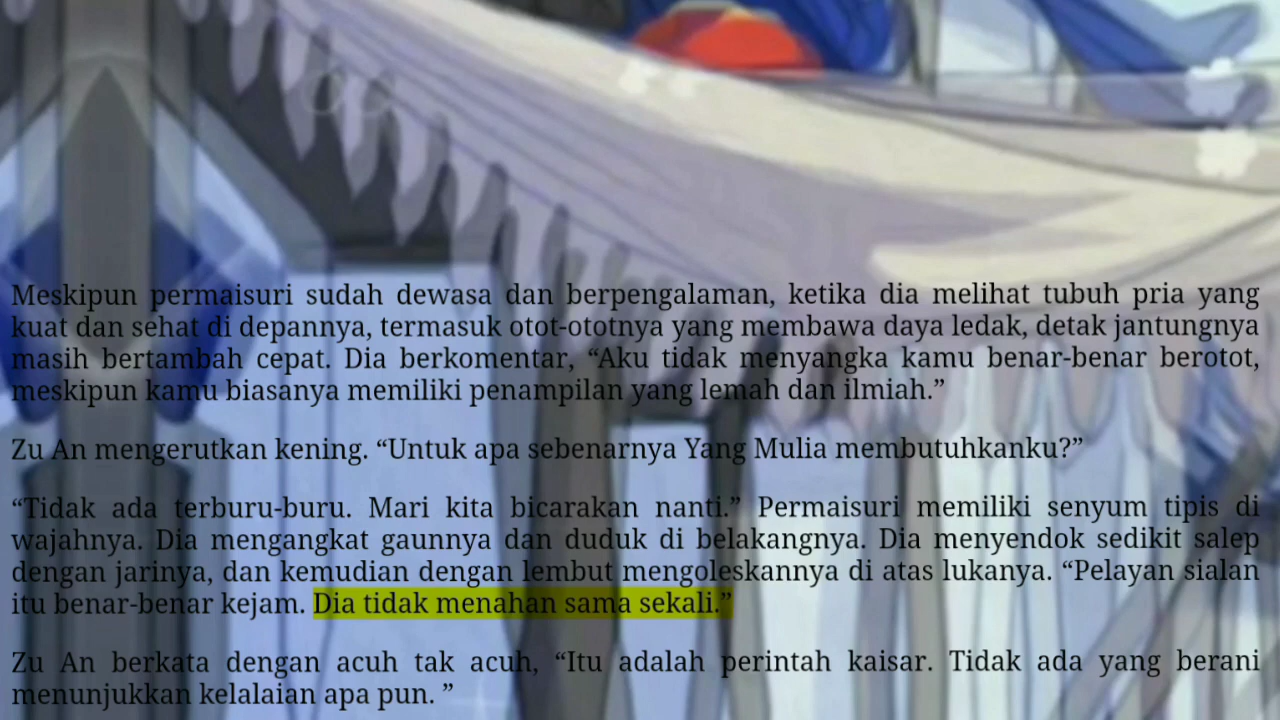 Meskipun permaisuri sudah dewasa dan berpengalaman, ketika dia melihat tubuh pria yang
kuat dan sehat di depannya, termasuk otot-ototnya yang membawa daya ledak, detak jantungnya
masih bertambah cepat. Dia berkomentar, “Aku tidak menyangka kamu benar-benar berotot,
meskipun kamu biasanya memiliki penampilan yang lemah dan ilmiah.”
Zu An mengerutkan kening. “Untuk apa sebenarnya Yang Mulia membutuhkanku?”
“Tidak ada terburu-buru. Mari kita bicarakan nanti.” Permaisuri memiliki senyum tipis di
wajahnya. Dia mengangkat gaunnya dan duduk di belakangnya. Dia menyendok sedikit salep
dengan jarinya, dan kemudian dengan lembut mengoleskannya di atas lukanya. “Pelayan sialan
itu benar-benar kejam. Dia tidak menahan sama sekali.”
Zu An berkata dengan acuh tak acuh, “Itu adalah perintah kaisar. Tidak ada yang berani
menunjukkan kelalaian apa pun. ”